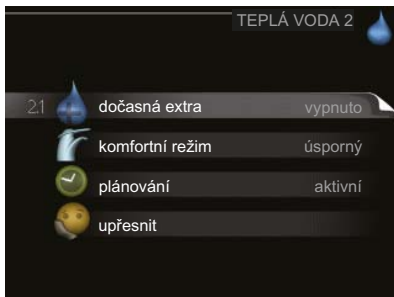 TEPLÁ VODA 2
2.1 dočasná extra vypnuto
komfortní režim úsporný
plánování aktivní
upřesnit